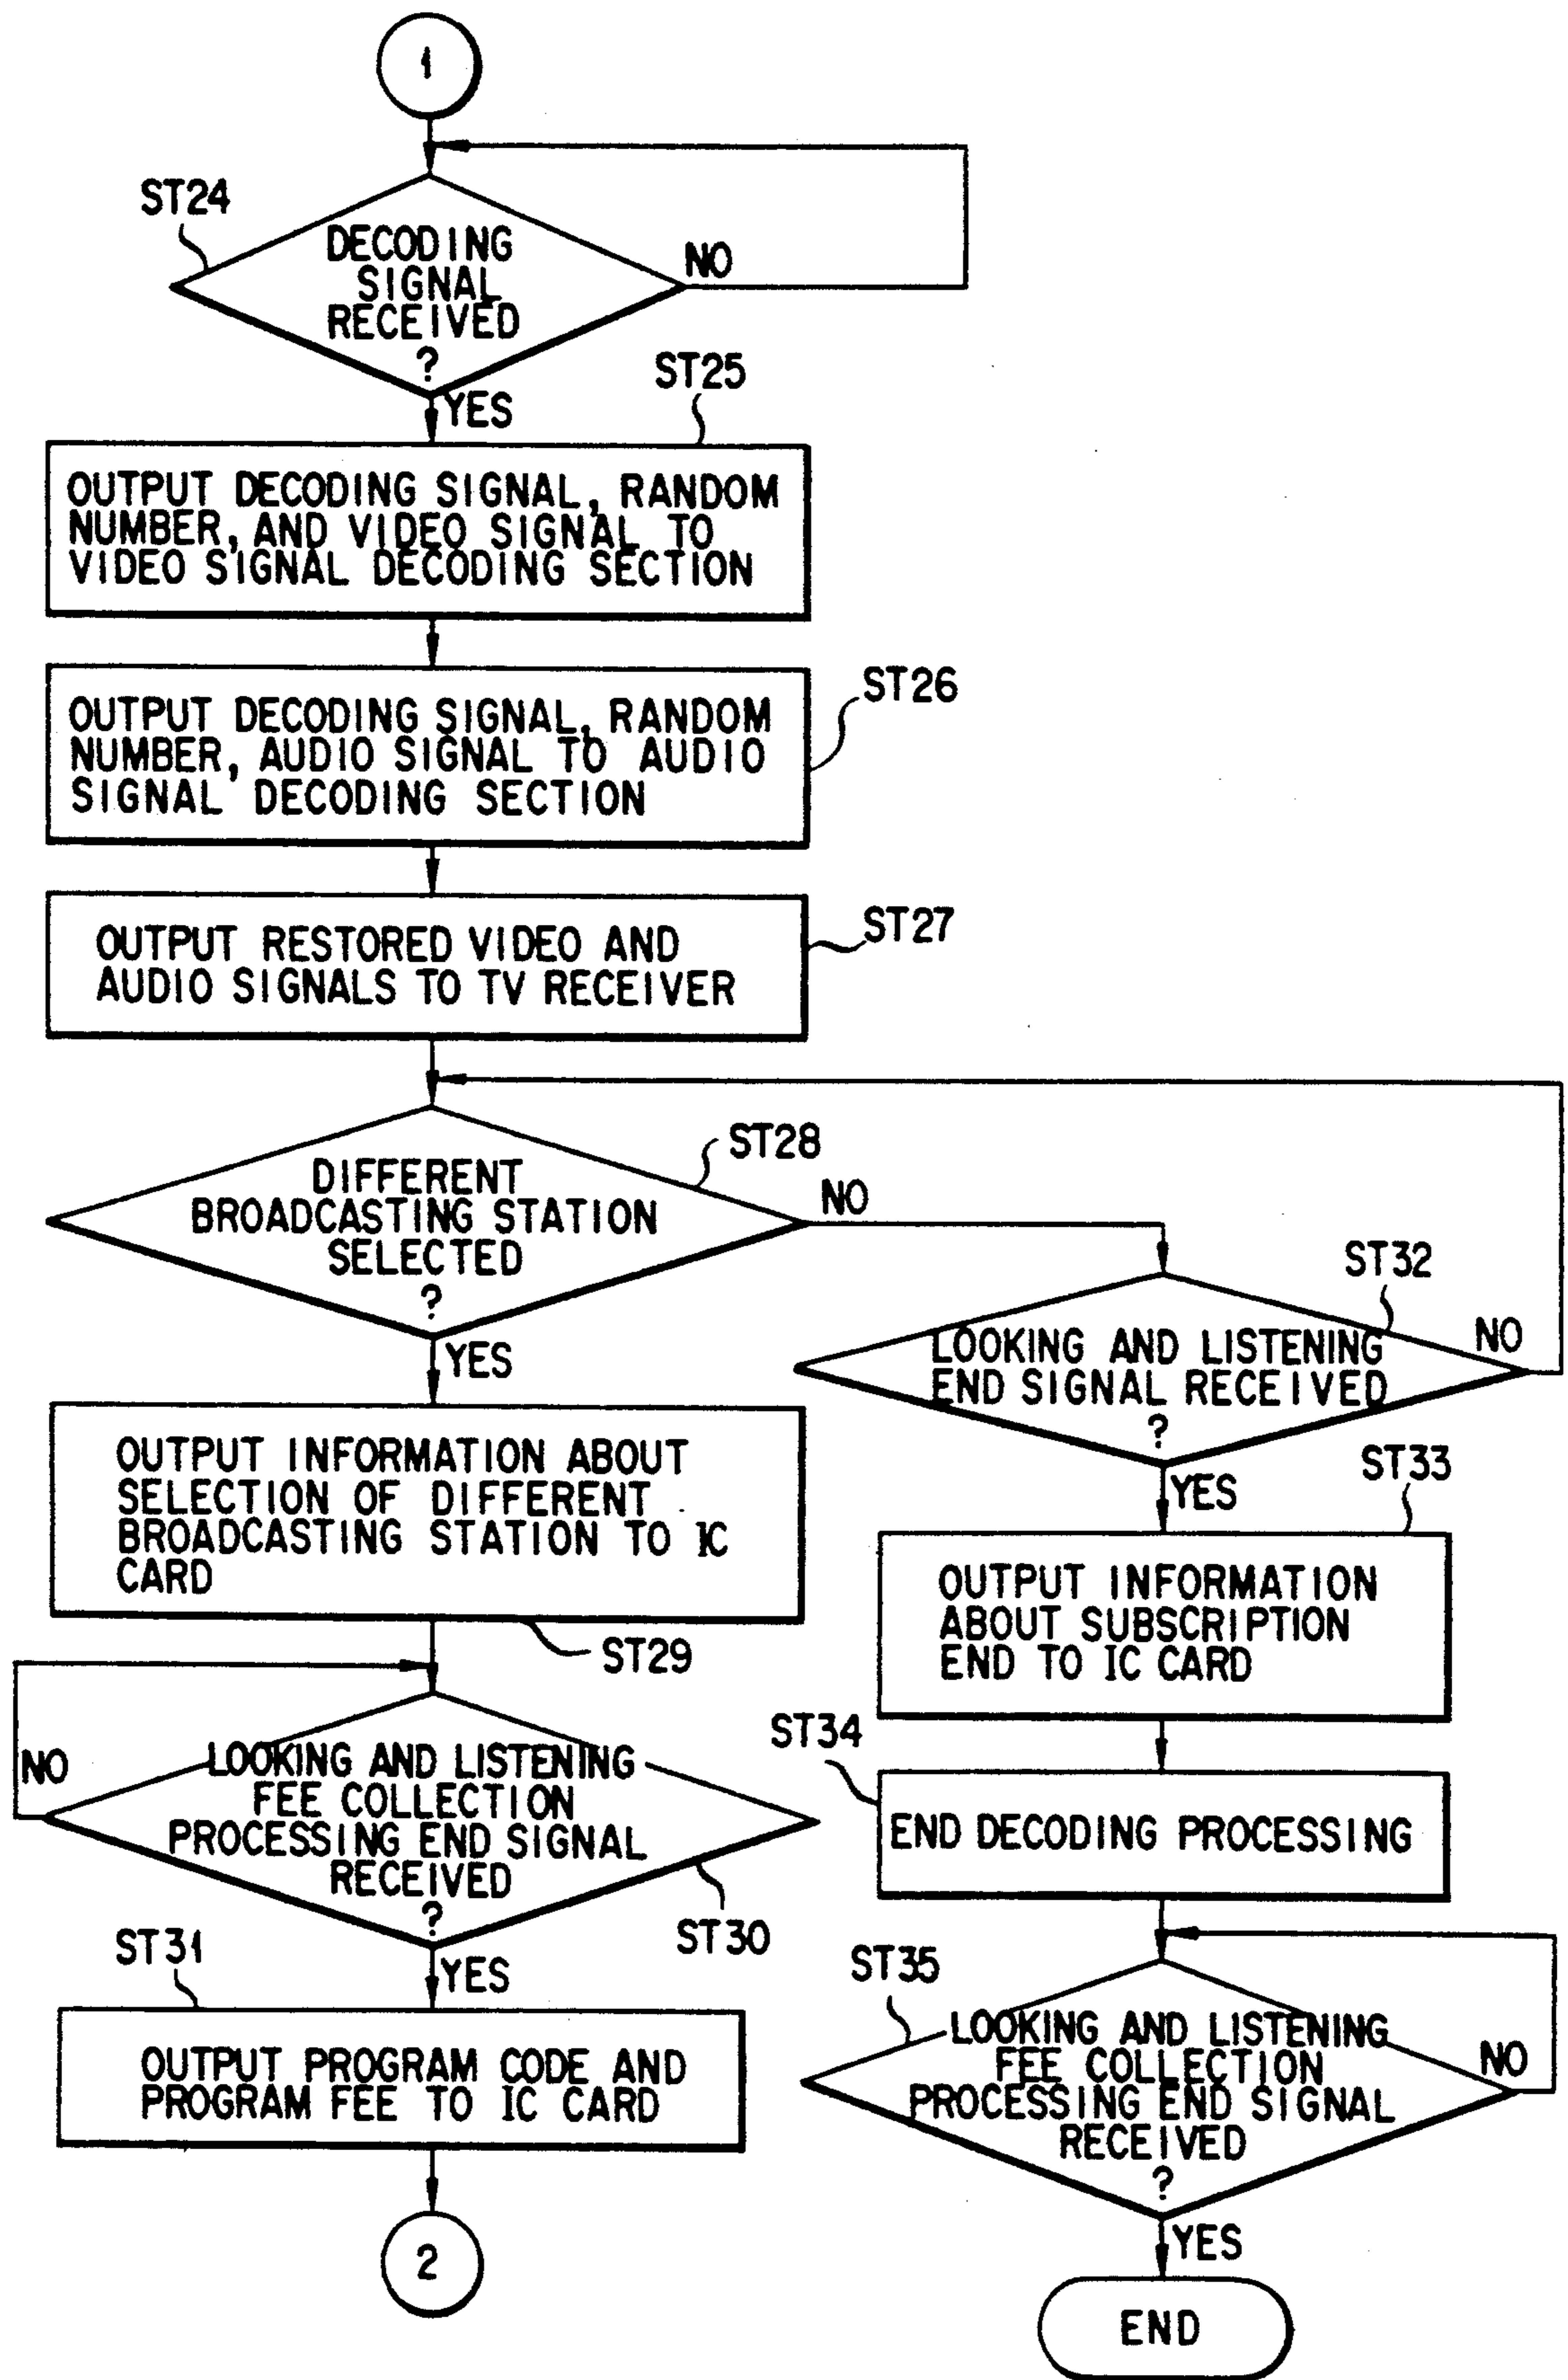 1
ST24
DECODING
SIGNAL
RECEIVED
?
NO
YES
ST25
OUTPUT DECODING SIGNAL, RANDOM
NUMBER, AND VIDEO SIGNAL TO
VIDEO SIGNAL DECODING SECTION
ST26
OUTPUT DECODING SIGNAL, RANDOM
NUMBER, AUDIO SIGNAL TO AUDIO
SIGNAL DECODING SECTION
ST27
OUTPUT RESTORED VIDEO AND
AUDIO SIGNALS TO TV RECEIVER
ST28
DIFFERENT
BROADCASTING STATION
SELECTED
?
NO
YES
ST32
LOOKING AND LISTENING
END SIGNAL RECEIVED
?
NO
YES
OUTPUT INFORMATION ABOUT
SELECTION OF DIFFERENT
BROADCASTING STATION TO IC
CARD
ST29
ST33
OUTPUT INFORMATION
ABOUT SUBSCRIPTION
END TO IC CARD
NO
LOOKING AND LISTENING
FEE COLLECTION
PROCESSING END SIGNAL
RECEIVED
?
ST30
YES
ST34
END DECODING PROCESSING
ST31
OUTPUT PROGRAM CODE AND
PROGRAM FEE TO IC CARD
2
ST35
LOOKING AND LISTENING
FEE COLLECTION
PROCESSING END SIGNAL
RECEIVED
?
NO
YES
END